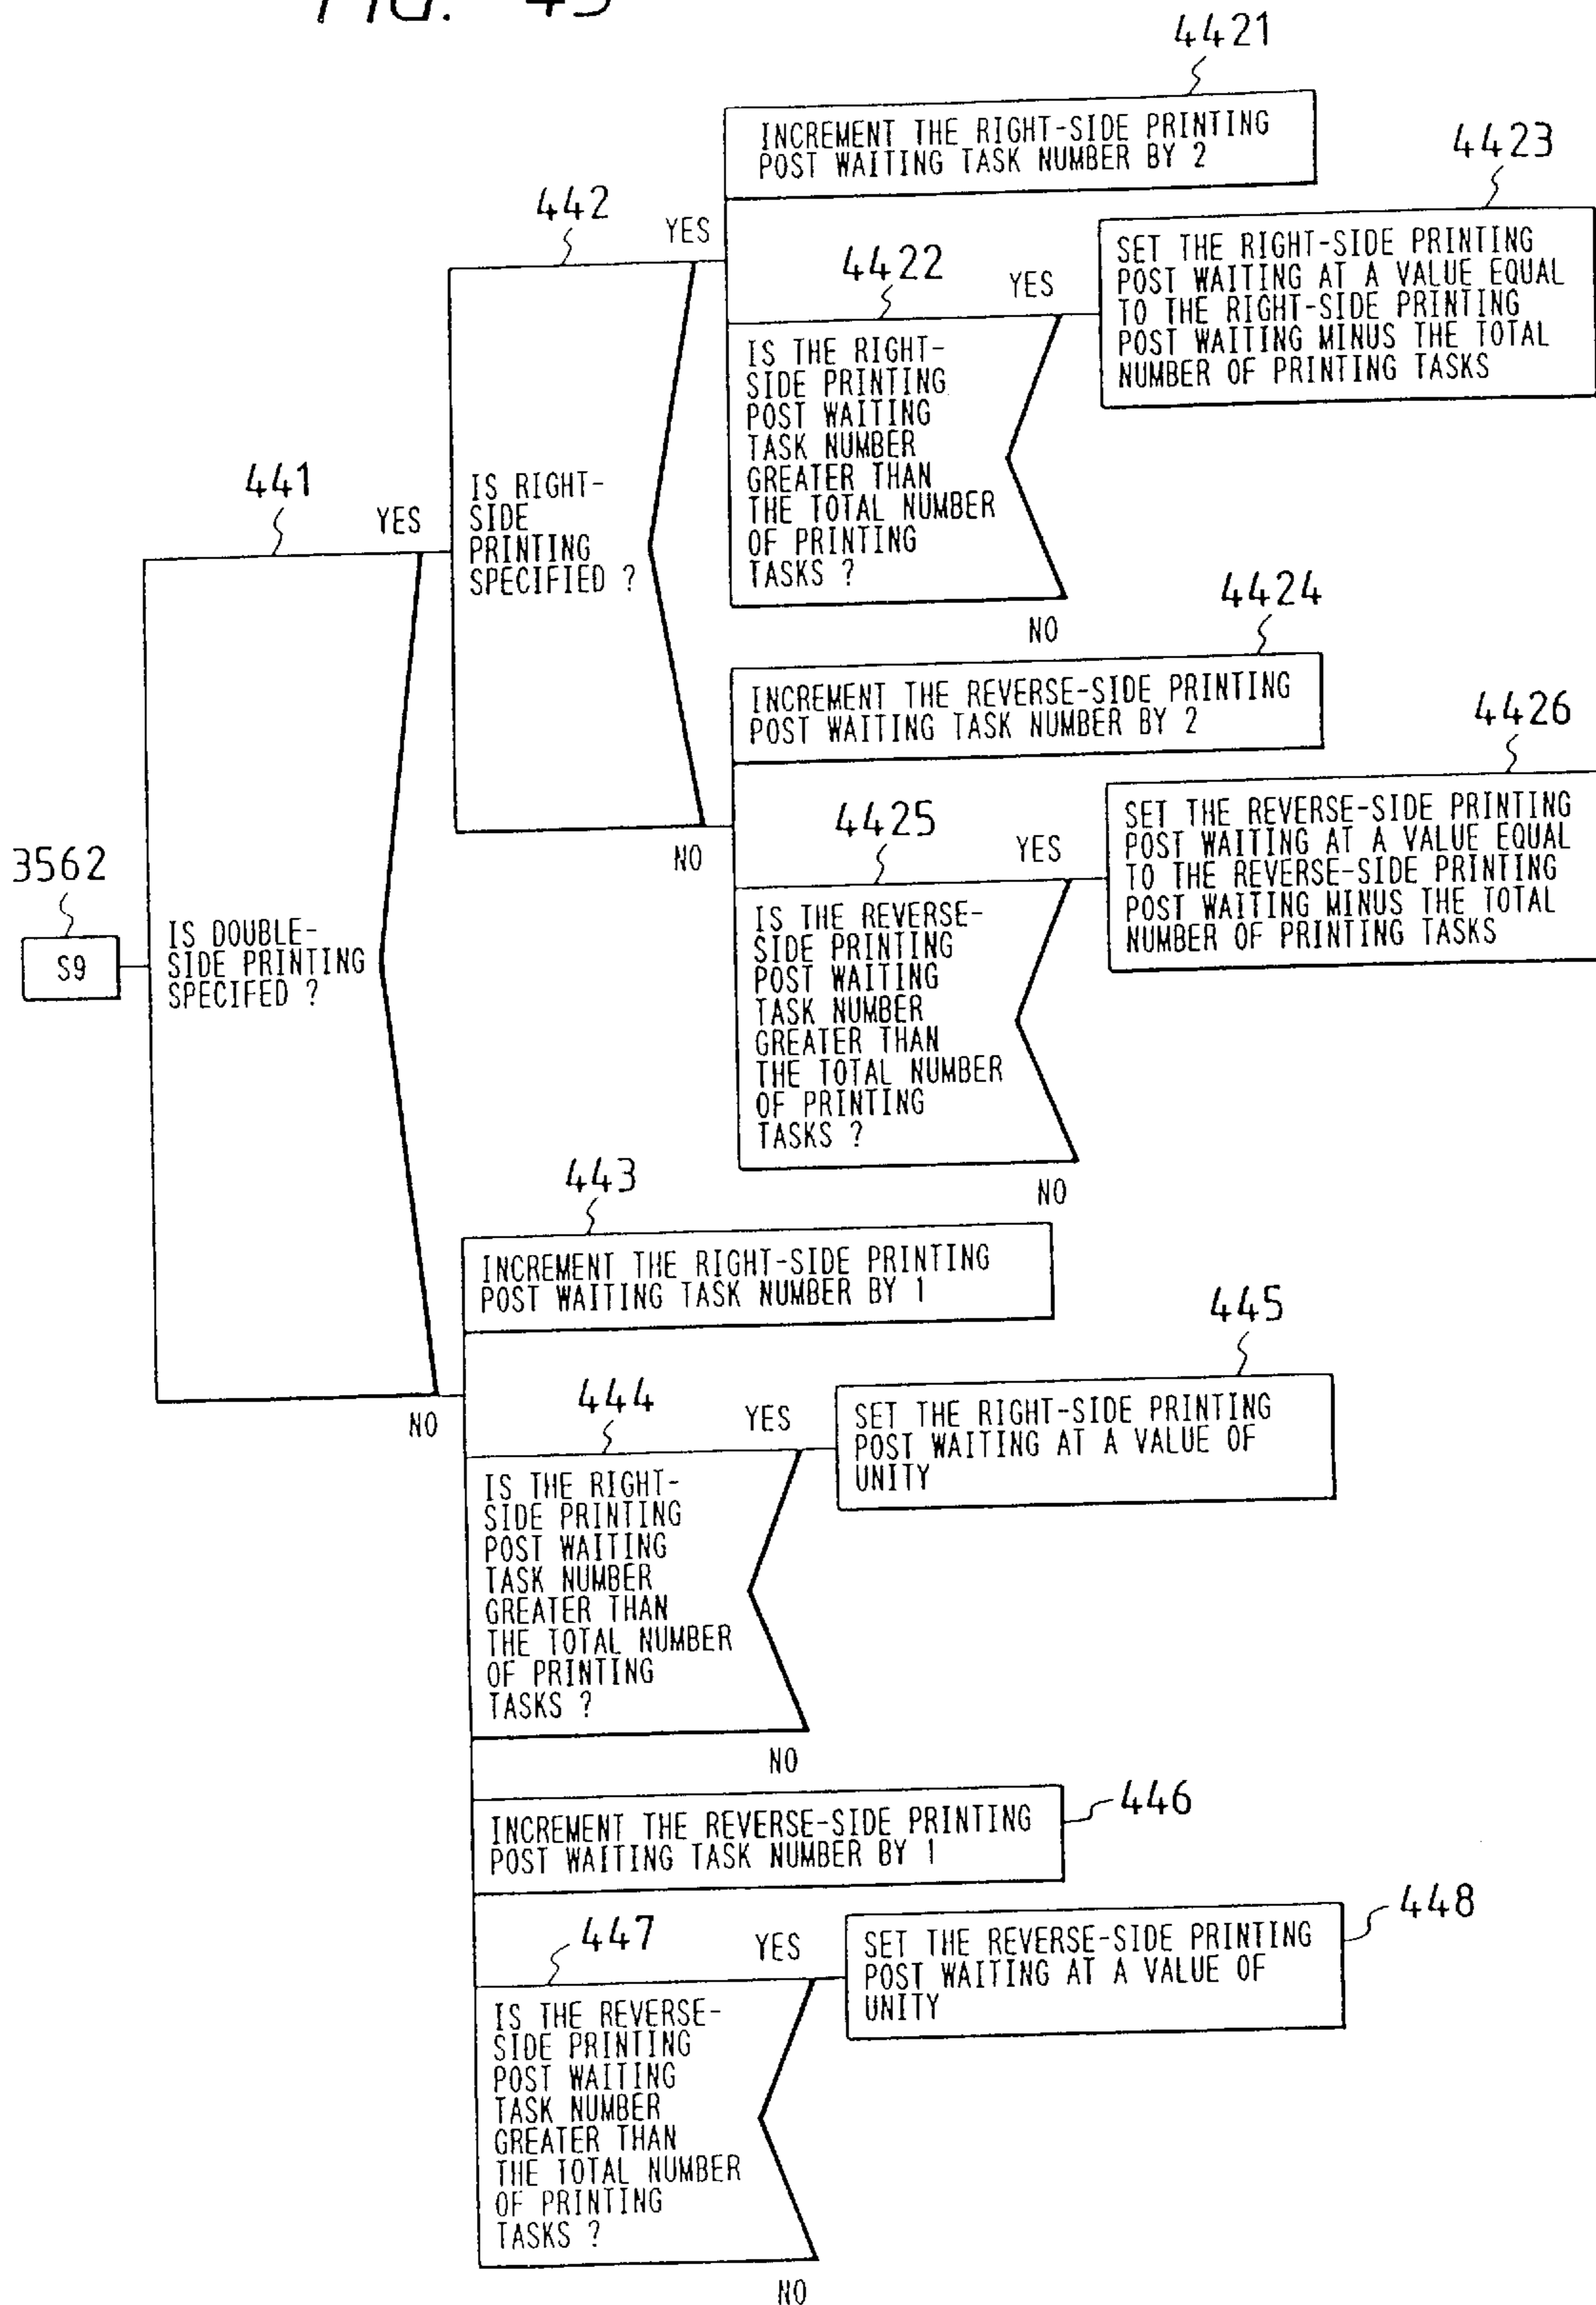 FIG. 45
4421
INCREMENT THE RIGHT-SIDE PRINTING
POST WAITING TASK NUMBER BY 2
4423
SET THE RIGHT-SIDE PRINTING
POST WAITING AT A VALUE EQUAL
TO THE RIGHT-SIDE PRINTING
POST WAITING MINUS THE TOTAL
NUMBER OF PRINTING TASKS
442
YES
4422
YES
IS THE RIGHT-
SIDE PRINTING
POST WAITING
TASK NUMBER
GREATER THAN
THE TOTAL NUMBER
OF PRINTING
TASKS ?
NO
441
YES
IS RIGHT-
SIDE
PRINTING
SPECIFIED ?
NO
4424
INCREMENT THE REVERSE-SIDE PRINTING
POST WAITING TASK NUMBER BY 2
4426
SET THE REVERSE-SIDE PRINTING
POST WAITING AT A VALUE EQUAL
TO THE REVERSE-SIDE PRINTING
POST WAITING MINUS THE TOTAL
NUMBER OF PRINTING TASKS
4425
YES
IS THE REVERSE-
SIDE PRINTING
POST WAITING
TASK NUMBER
GREATER THAN
THE TOTAL NUMBER
OF PRINTING
TASKS ?
NO
3562
S9
IS DOUBLE-
SIDE PRINTING
SPECIFED ?
NO
443
INCREMENT THE RIGHT-SIDE PRINTING
POST WAITING TASK NUMBER BY 1
445
444
YES
SET THE RIGHT-SIDE PRINTING
POST WAITING AT A VALUE OF
UNITY
IS THE RIGHT-
SIDE PRINTING
POST WAITING
TASK NUMBER
GREATER THAN
THE TOTAL NUMBER
OF PRINTING
TASKS ?
NO
446
INCREMENT THE REVERSE-SIDE PRINTING
POST WAITING TASK NUMBER BY 1
447
YES
448
SET THE REVERSE-SIDE PRINTING
POST WAITING AT A VALUE OF
UNITY
IS THE REVERSE-
SIDE PRINTING
POST WAITING
TASK NUMBER
GREATER THAN
THE TOTAL NUMBER
OF PRINTING
TASKS ?
NO